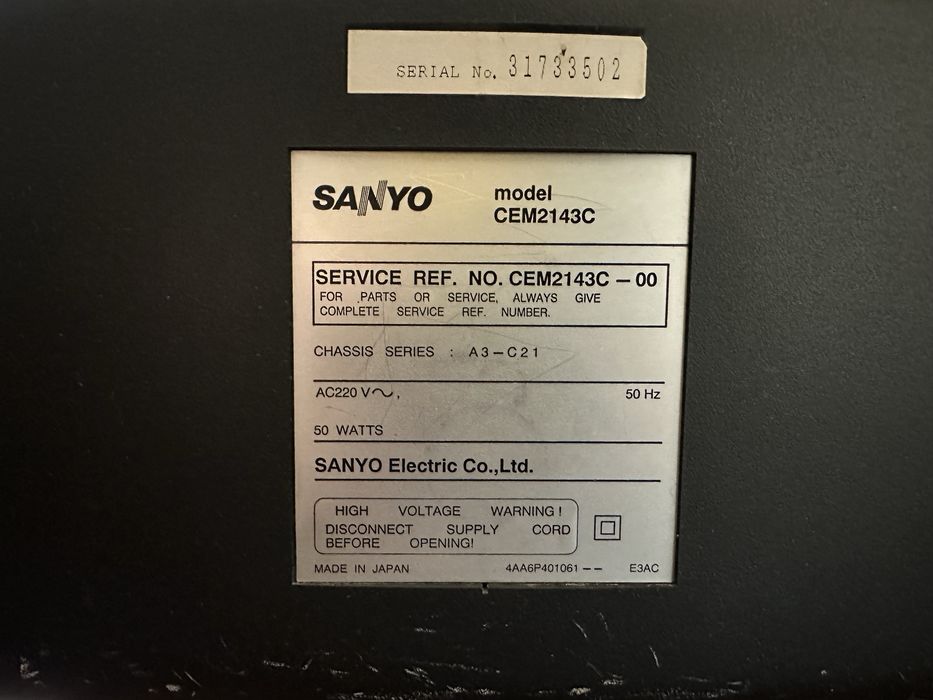 SERIAL No. 31733502
SANYO
model
CEM2143C
SERVICE REF. NO. CEM2143C – 00
FOR PARTS OR SERVICE, ALWAYS GIVE
COMPLETE SERVICE REF. NUMBER.
CHASSIS SERIES : A3–C21
AC220 V~, 50 Hz
50 WATTS
SANYO Electric Co.,Ltd.
HIGH VOLTAGE WARNING!
DISCONNECT SUPPLY CORD
BEFORE OPENING!
MADE IN JAPAN 4AA6P401061 – – E3AC